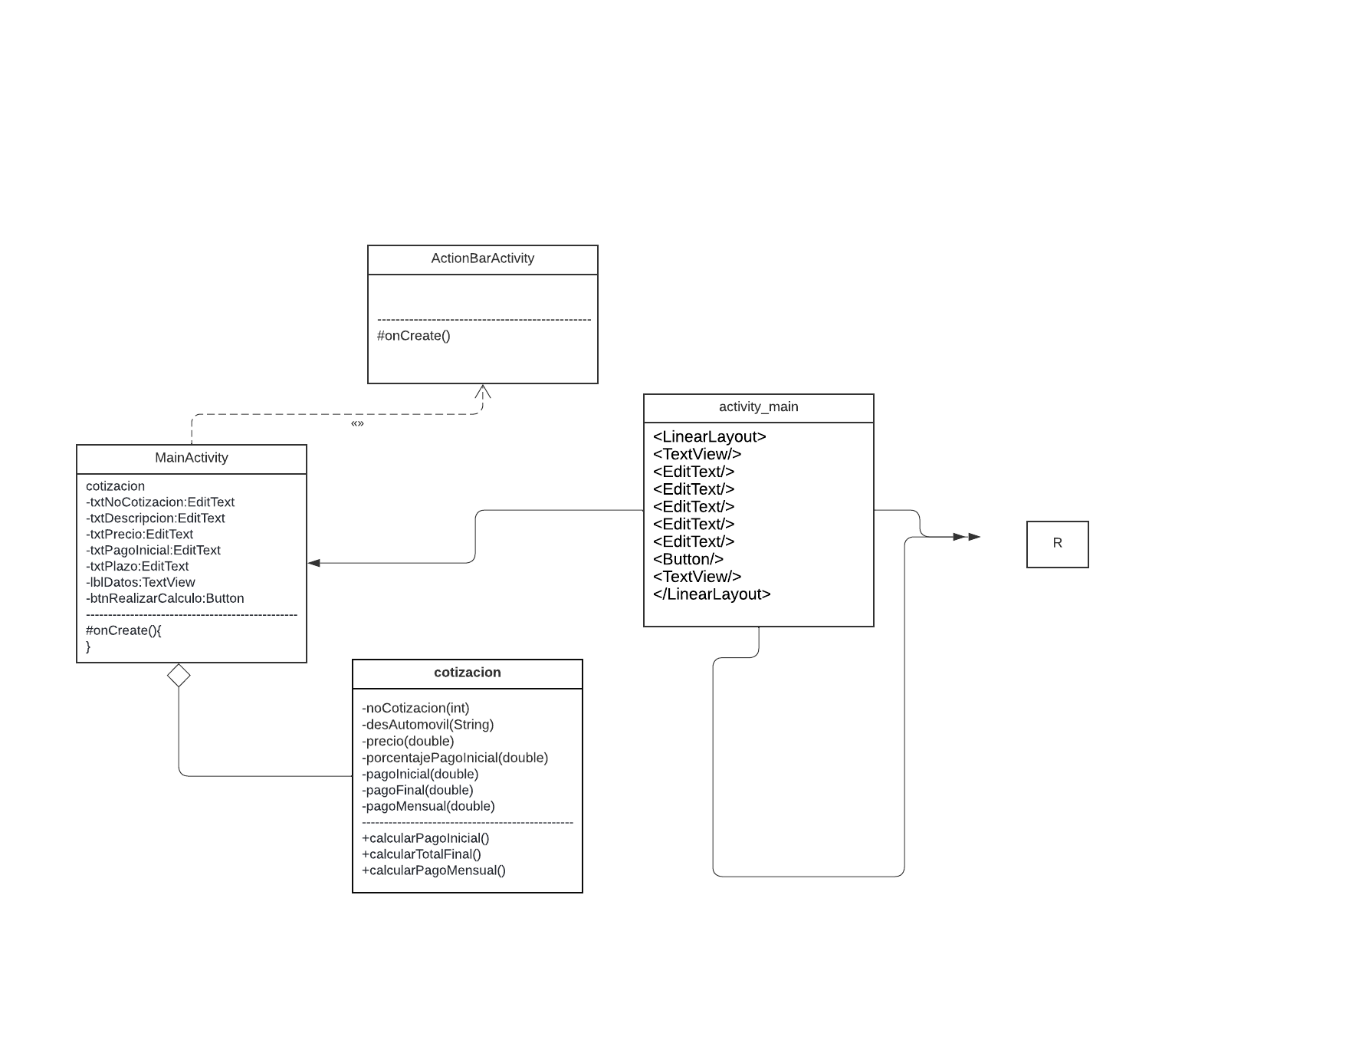 ActionBarActivity
#onCreate()
«»
MainActivity
cotizacion
-txtNoCotizacion:EditText
-txtDescripcion:EditText
-txtPrecio:EditText
-txtPagoInicial:EditText
-txtPlazo:EditText
-lblDatos:TextView
-btnRealizarCalculo:Button
#onCreate(){
}
activity_main
<LinearLayout>
<TextView/>
<EditText/>
<EditText/>
<EditText/>
<EditText/>
<EditText/>
<Button/>
<TextView/>
</LinearLayout>
R
cotizacion
-noCotizacion(int)
-desAutomovil(String)
-precio(double)
-porcentajePagoInicial(double)
-pagoInicial(double)
-pagoFinal(double)
-pagoMensual(double)
+calcularPagoInicial()
+calcularTotalFinal()
+calcularPagoMensual()